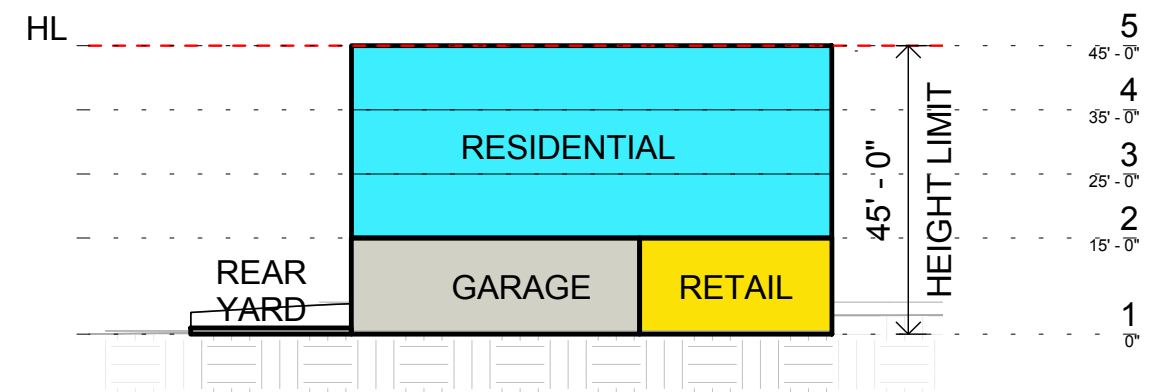 HL
5
45' - 0"
4
35' - 0"
RESIDENTIAL
3
25' - 0"
45' - 0"
HEIGHT LIMIT
2
15' - 0"
REAR
YARD
GARAGE
RETAIL
1
0"